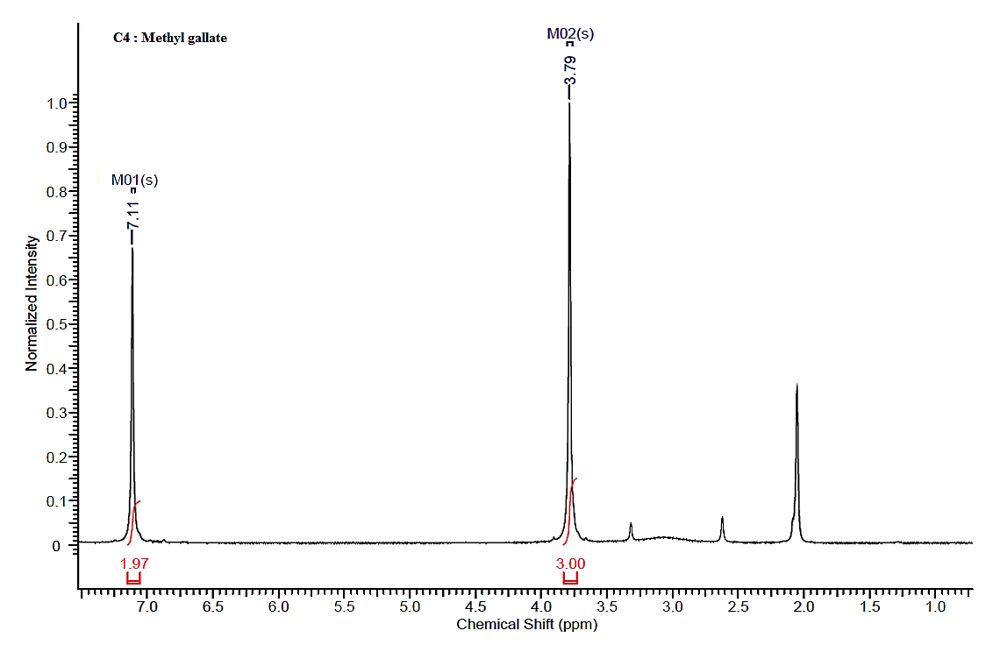 C4 : Methyl gallate
M02(s)
3.79
M01(s)
7.11
Normalized Intensity
1.0
0.9
0.8
0.7
0.6
0.5
0.4
0.3
0.2
0.1
0
1.97
3.00
7.0 6.5 6.0 5.5 5.0 4.5 4.0 3.5 3.0 2.5 2.0 1.5 1.0
Chemical Shift (ppm)